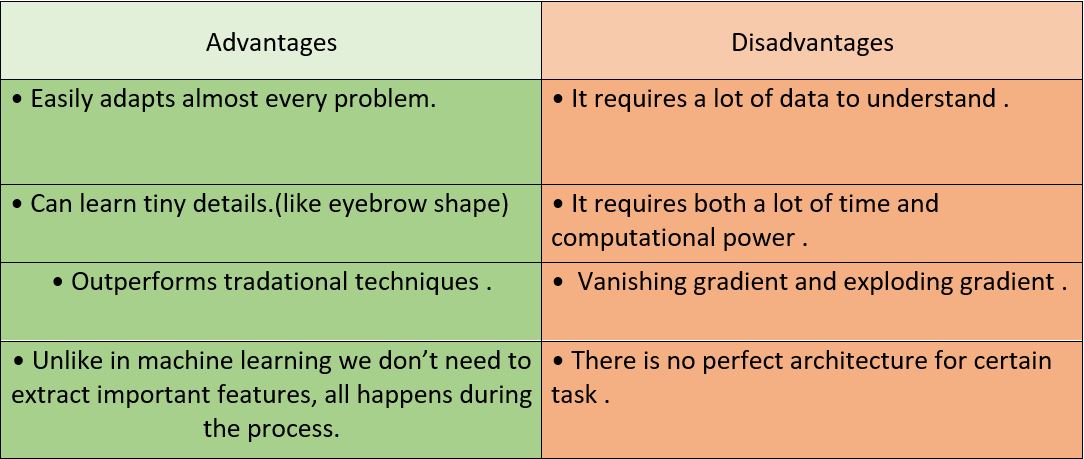 Advantages
Disadvantages
• Easily adapts almost every problem.
• It requires a lot of data to understand .
• Can learn tiny details.(like eyebrow shape)
• It requires both a lot of time and
computational power .
• Outperforms tradational techniques .
• Vanishing gradient and exploding gradient .
• Unlike in machine learning we don’t need to
extract important features, all happens during
the process.
• There is no perfect architecture for certain
task .